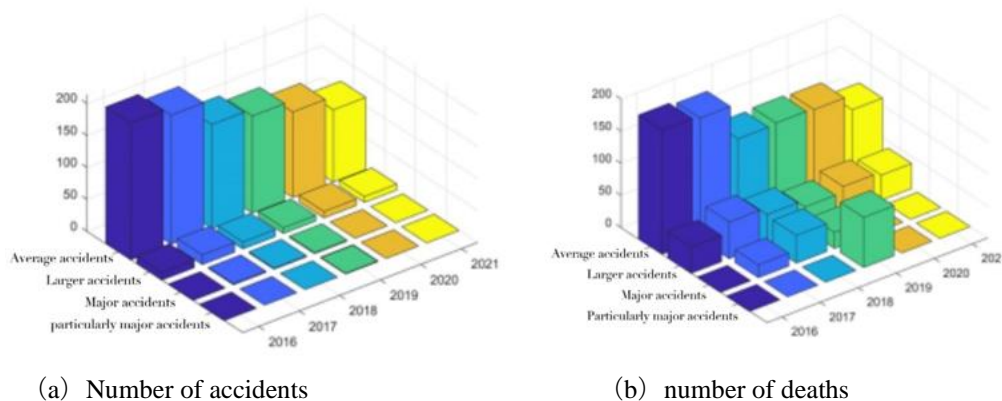 200
150
100
50
0
Average accidents
Larger accidents
Major accidents
particularly major accidents
2016
2017
2018
2019
2020
2021
(a) Number of accidents
200
150
100
50
0
Average accidents
Larger accidents
Major accidents
Particularly major accidents
2016
2017
2018
2019
2020
202
(b) number of deaths